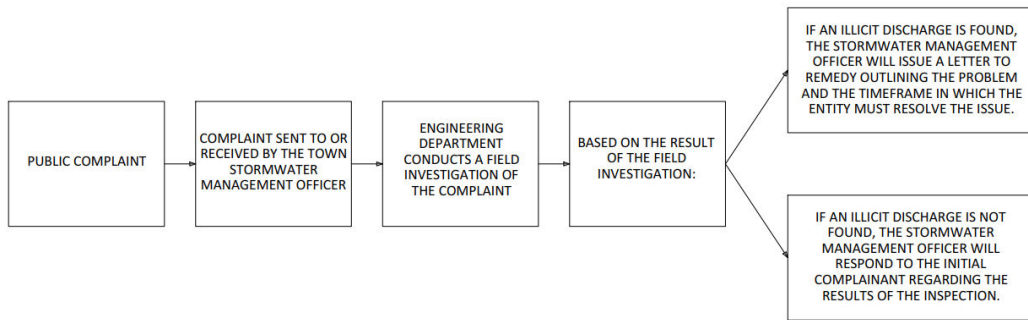 PUBLIC COMPLAINT
COMPLAINT SENT TO OR
RECEIVED BY THE TOWN
STORMWATER
MANAGEMENT OFFICER
ENGINEERING
DEPARTMENT
CONDUCTS A FIELD
INVESTIGATION OF
THE COMPLAINT
BASED ON THE RESULT
OF THE FIELD
INVESTIGATION:
IF AN ILLICIT DISCHARGE IS FOUND,
THE STORMWATER MANAGEMENT
OFFICER WILL ISSUE A LETTER TO
REMEDY OUTLINING THE PROBLEM
AND THE TIMEFRAME IN WHICH THE
ENTITY MUST RESOLVE THE ISSUE.
IF AN ILLICIT DISCHARGE IS NOT
FOUND, THE STORMWATER
MANAGEMENT OFFICER WILL
RESPOND TO THE INITIAL
COMPLAINANT REGARDING THE
RESULTS OF THE INSPECTION.